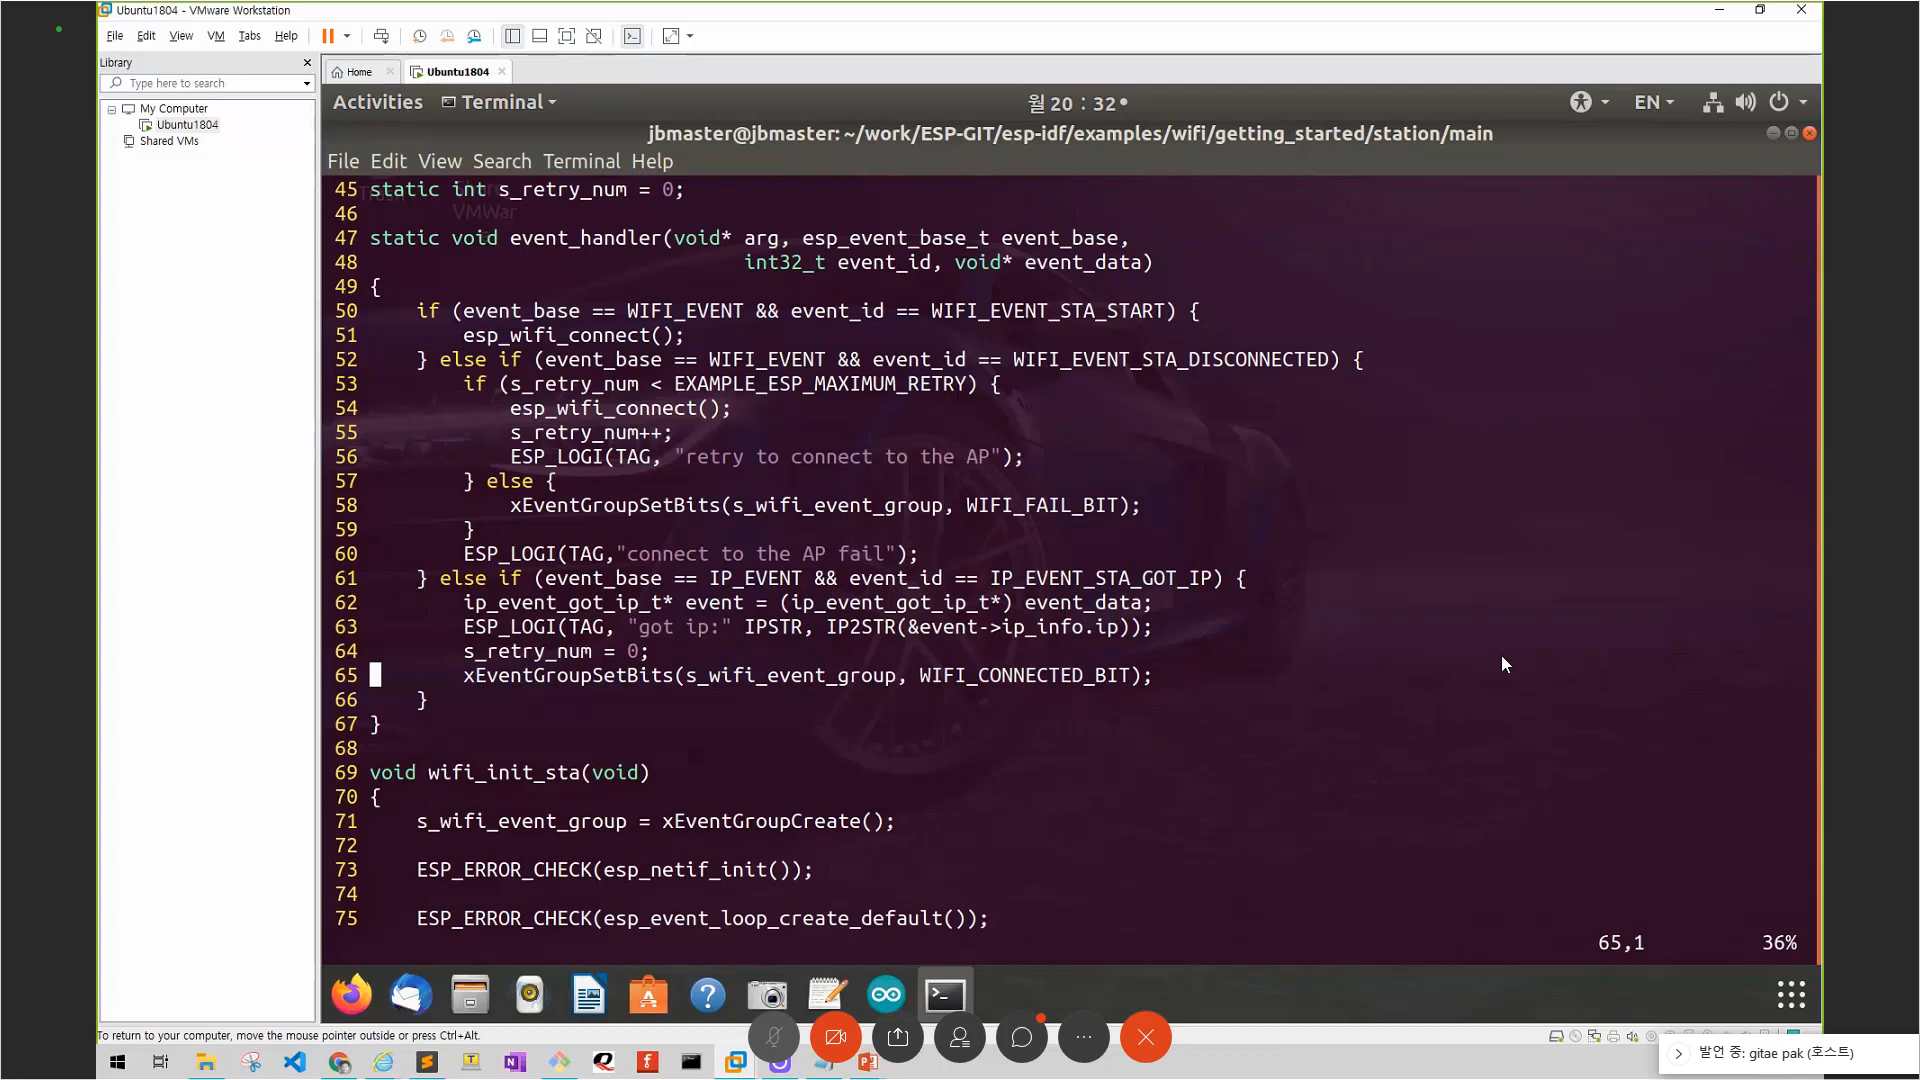 Ubuntu1804 - VMware Workstation
File Edit View VM Tabs Help
Library
Type here to search
My Computer
Ubuntu1804
Shared VMs
Home
Ubuntu1804
Activities Terminal 월 20 : 32 EN
jbmaster@jbmaster: ~/work/ESP-GIT/esp-idf/examples/wifi/getting_started/station/main
File Edit View Search Terminal Help
45 static int s_retry_num = 0;
46
47 static void event_handler(void* arg, esp_event_base_t event_base,
48                                 int32_t event_id, void* event_data)
49 {
50     if (event_base == WIFI_EVENT && event_id == WIFI_EVENT_STA_START) {
51         esp_wifi_connect();
52     } else if (event_base == WIFI_EVENT && event_id == WIFI_EVENT_STA_DISCONNECTED) {
53         if (s_retry_num < EXAMPLE_ESP_MAXIMUM_RETRY) {
54             esp_wifi_connect();
55             s_retry_num++;
56             ESP_LOGI(TAG, "retry to connect to the AP");
57         } else {
58             xEventGroupSetBits(s_wifi_event_group, WIFI_FAIL_BIT);
59         }
60         ESP_LOGI(TAG,"connect to the AP fail");
61     } else if (event_base == IP_EVENT && event_id == IP_EVENT_STA_GOT_IP) {
62         ip_event_got_ip_t* event = (ip_event_got_ip_t*) event_data;
63         ESP_LOGI(TAG, "got ip:" IPSTR, IP2STR(&event->ip_info.ip));
64         s_retry_num = 0;
65         xEventGroupSetBits(s_wifi_event_group, WIFI_CONNECTED_BIT);
66     }
67 }
68
69 void wifi_init_sta(void)
70 {
71     s_wifi_event_group = xEventGroupCreate();
72
73     ESP_ERROR_CHECK(esp_netif_init());
74
75     ESP_ERROR_CHECK(esp_event_loop_create_default());
65,1 36%
To return to your computer, move the mouse pointer outside or press Ctrl+Alt.
발언 중: gitae pak (호스트)